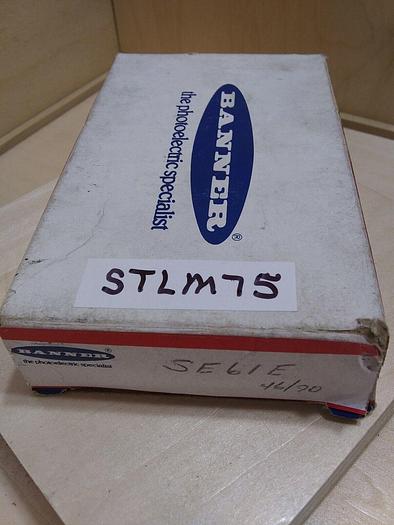 BANNER®
the photoelectric specialist
STLM75
BANNER
the photoelectric specialist
SE61E
46/70